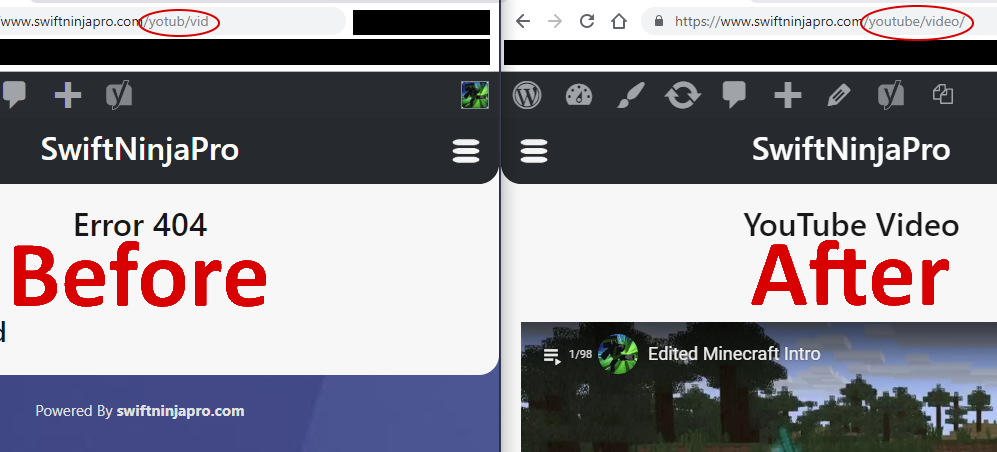 www.swiftninjapro.com/yotub/vid
SwiftNinjaPro
Error 404
Before
d
Powered By swiftninjapro.com
https://www.swiftninjapro.com/youtube/video/
SwiftNinjaPro
YouTube Video
After
1/98
Edited Minecraft Intro